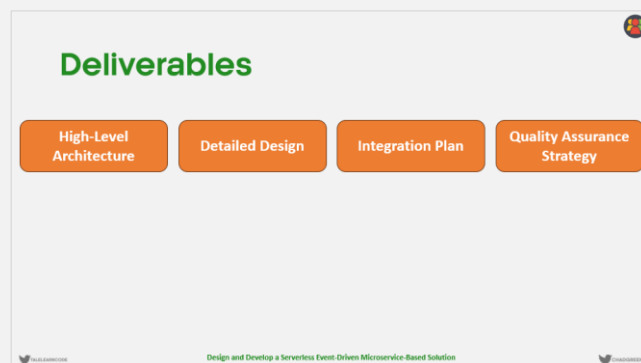 Deliverables
High-Level
Architecture
Detailed Design
Integration Plan
Quality Assurance
Strategy
TALKLEARNCODE
Design and Develop a Serverless Event-Driven Microservice-Based Solution